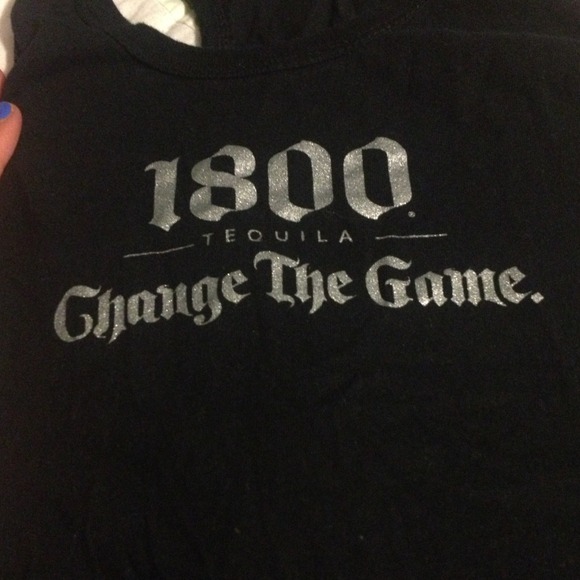 1800®
TEQUILA
Change The Game.